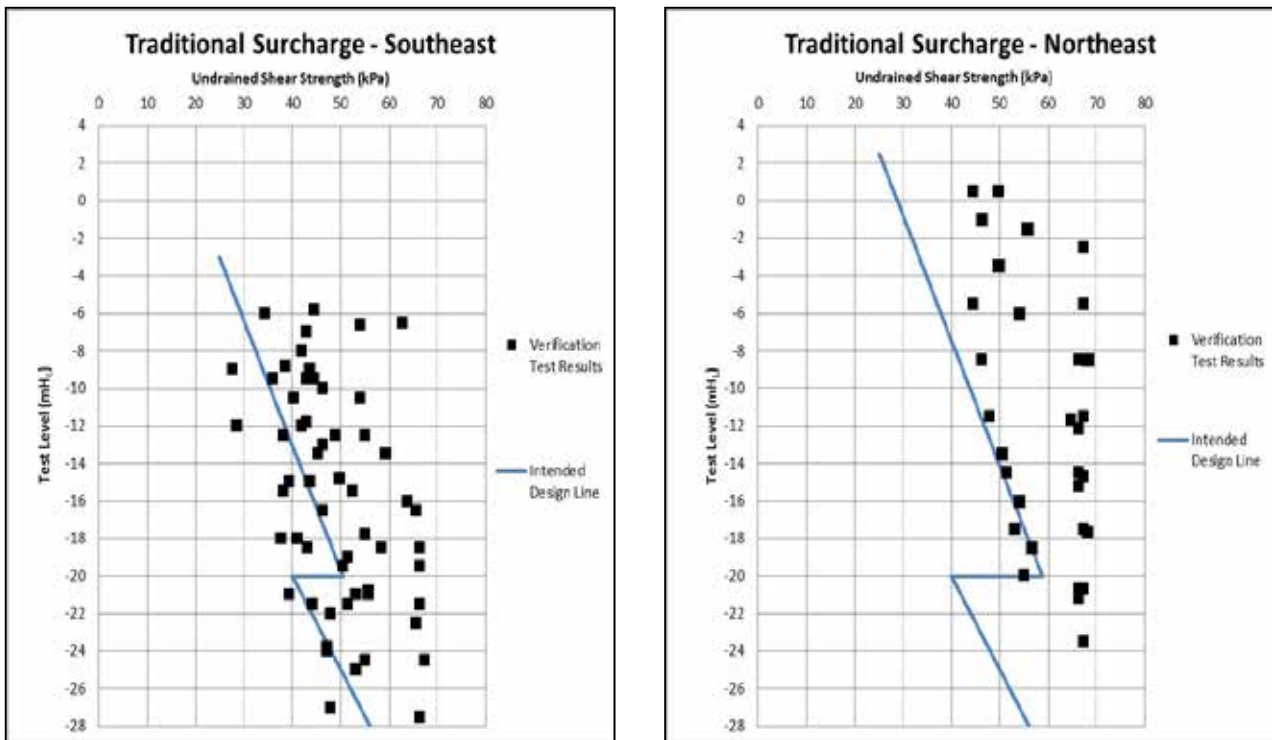 Traditional Surcharge - Southeast
Undrained Shear Strength (kPa)
0 10 20 30 40 50 60 70 80
4
2
0
-2
-4
-6
-8
-10
-12
-14
-16
-18
-20
-22
-24
-26
-28
Test Level (mHL)
Verification
Test Results
Intended
Design Line
Traditional Surcharge - Northeast
Undrained Shear Strength (kPa)
0 10 20 30 40 50 60 70 80
4
2
0
-2
-4
-6
-8
-10
-12
-14
-16
-18
-20
-22
-24
-26
-28
Test Level (mHL)
Verification
Test Results
Intended
Design Line